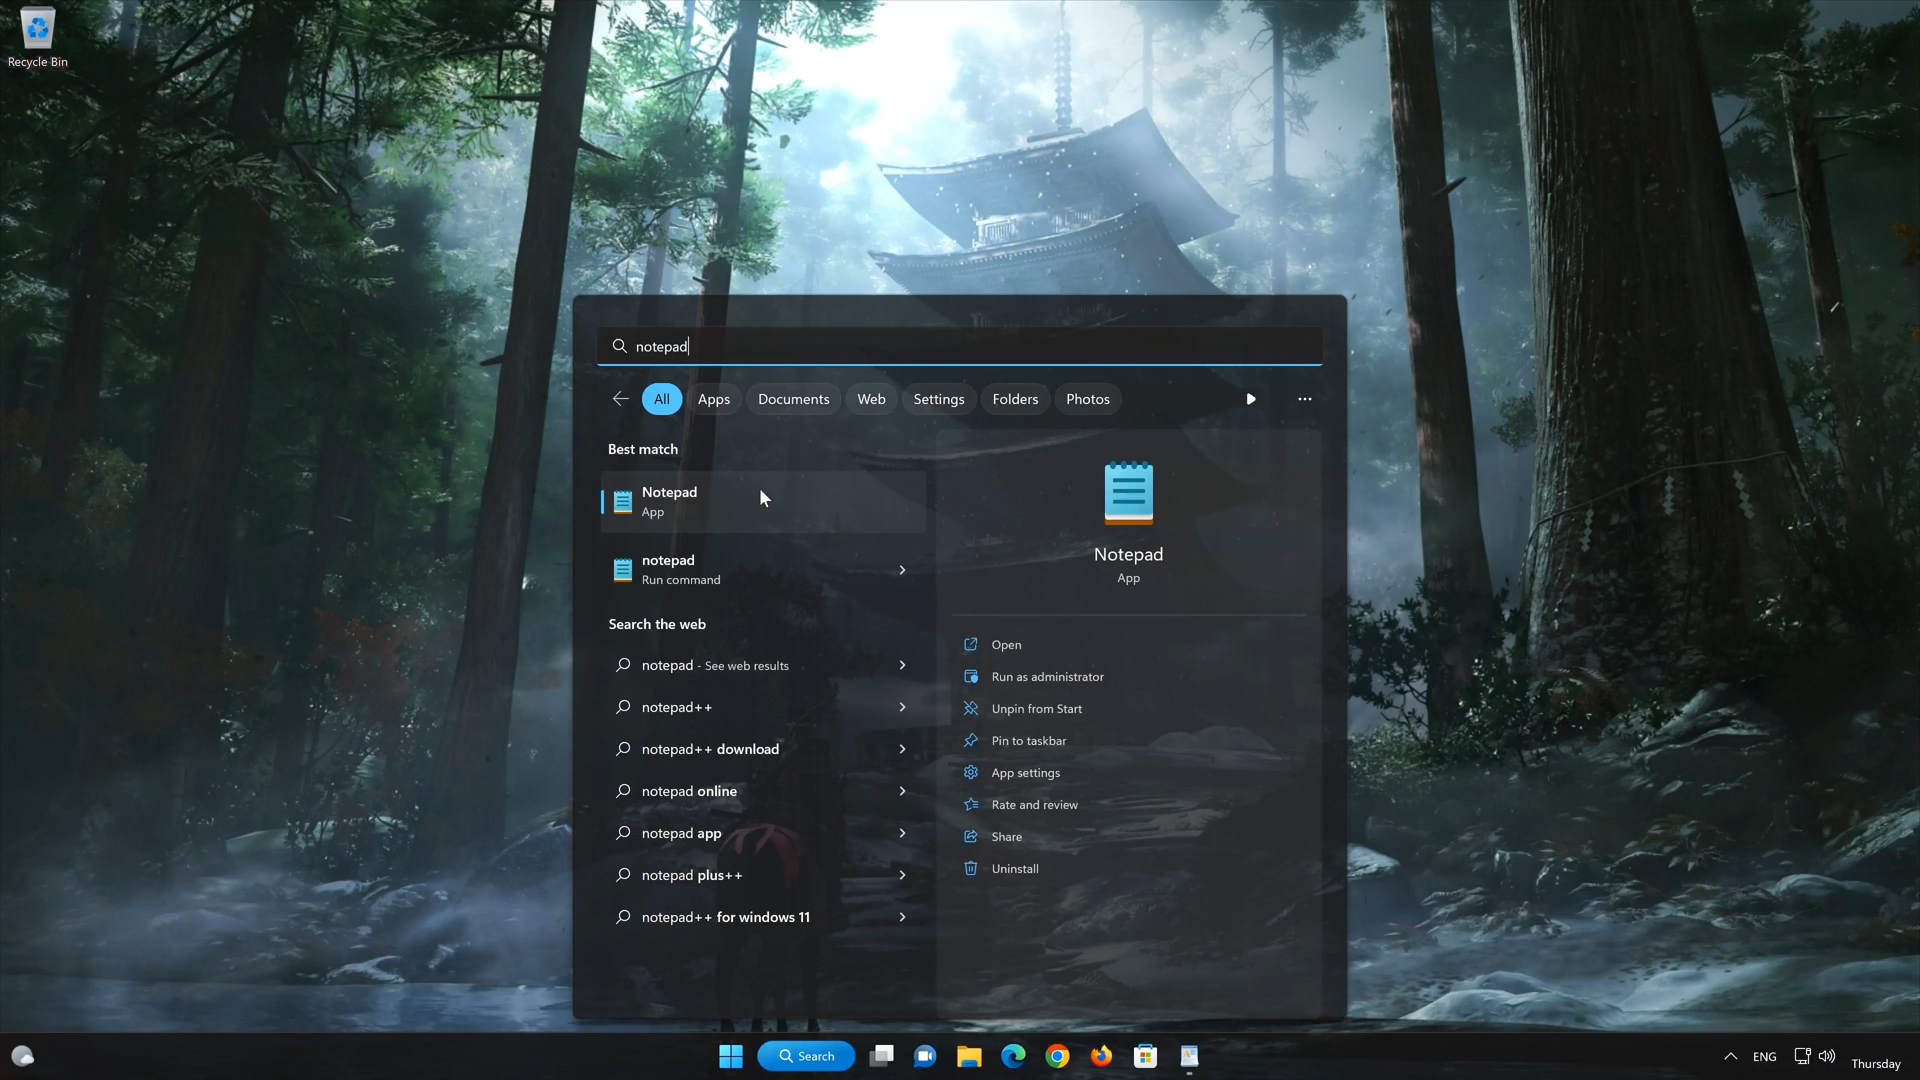 Recycle Bin
notepad
All
Apps
Documents
Web
Settings
Folders
Photos
Best match
Notepad
App
notepad
Run command
Search the web
notepad - See web results
notepad++
notepad++ download
notepad online
notepad app
notepad plus++
notepad++ for windows 11
Notepad
App
Open
Run as administrator
Unpin from Start
Pin to taskbar
App settings
Rate and review
Share
Uninstall
Search
ENG
Thursday